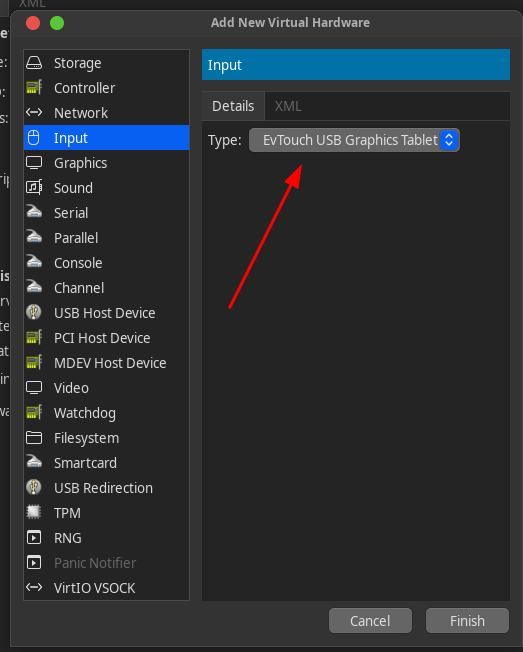 XML
Add New Virtual Hardware
Storage
Controller
Network
Input
Graphics
Sound
Serial
Parallel
Console
Channel
USB Host Device
PCI Host Device
MDEV Host Device
Video
Watchdog
Filesystem
Smartcard
USB Redirection
TPM
RNG
Panic Notifier
VirtIO VSOCK
Input
Details XML
Type: EvTouch USB Graphics Tablet
Cancel Finish